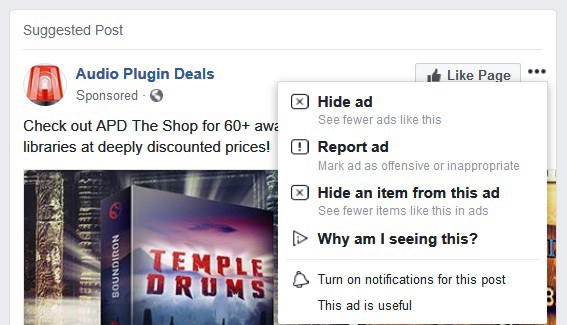 Suggested Post
Audio Plugin Deals
Like Page
Sponsored ·
Check out APD The Shop for 60+
libraries at deeply discounted prices!
Hide ad
See fewer ads like this
Report ad
Mark ad as offensive or inappropriate
Hide an item from this ad
See fewer items like this in ads
Why am I seeing this?
Turn on notifications for this post
This ad is useful
SOUNDIRON
TEMPLE
DRUMS